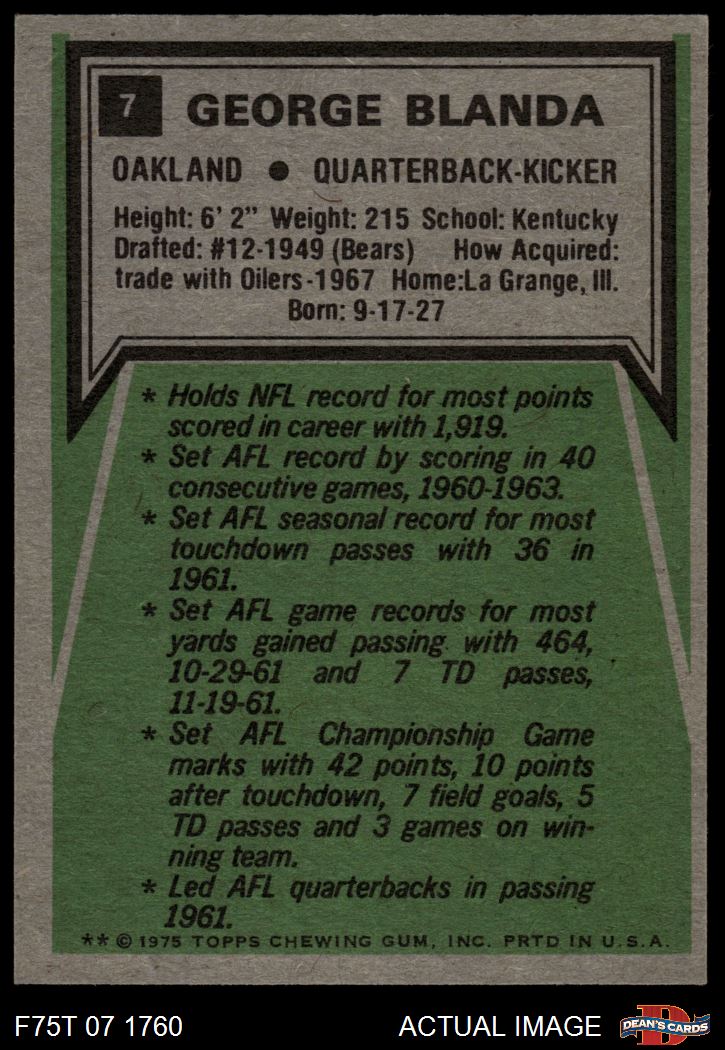 7
GEORGE BLANDA
OAKLAND ● QUARTERBACK-KICKER
Height: 6' 2" Weight: 215 School: Kentucky
Drafted: #12-1949 (Bears) How Acquired:
trade with Oilers-1967 Home:La Grange, Ill.
Born: 9-17-27
* Holds NFL record for most points
scored in career with 1,919.
* Set AFL record by scoring in 40
consecutive games, 1960-1963.
* Set AFL seasonal record for most
touchdown passes with 36 in
1961.
* Set AFL game records for most
yards gained passing with 464,
10-29-61 and 7 TD passes,
11-19-61.
* Set AFL Championship Game
marks with 42 points, 10 points
after touchdown, 7 field goals, 5
TD passes and 3 games on win-
ning team.
* Led AFL quarterbacks in passing
1961.
** © 1975 TOPPS CHEWING GUM, INC. PRTD IN U.S.A.
F75T 07 1760 ACTUAL IMAGE
D
DEAN'S CARDS